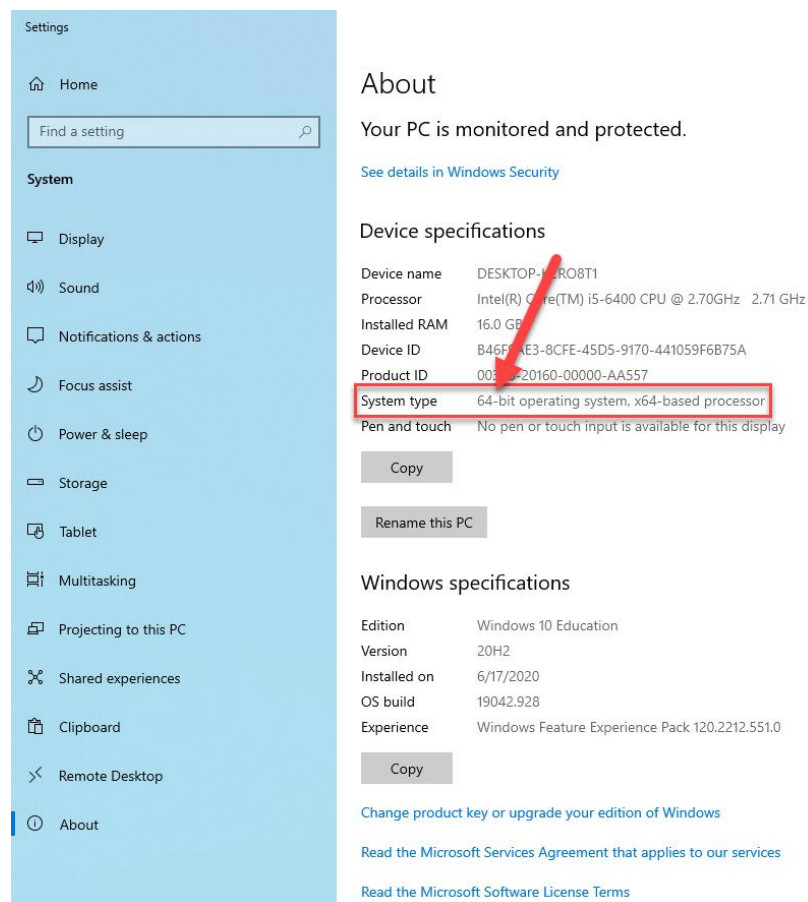 Settings
Home
Find a setting
System
Display
Sound
Notifications & actions
Focus assist
Power & sleep
Storage
Tablet
Multitasking
Projecting to this PC
Shared experiences
Clipboard
Remote Desktop
About
About
Your PC is monitored and protected.
See details in Windows Security
Device specifications
Device name
Processor Intel(R) CPU @ 2.70GHz 2.71 GHz
Installed RAM 16.0 GB
Device ID
Product ID
System type 64-bit operating system, x64-based processor
Pen and touch No pen or touch input is available for this display
Copy
Rename this PC
Windows specifications
Edition Windows 10 Education
Version 20H2
Installed on 6/17/2020
OS build 19042.928
Experience Windows Feature Experience Pack 120.2212.551.0
Copy
Change product key or upgrade your edition of Windows
Read the Microsoft Services Agreement that applies to our services
Read the Microsoft Software License Terms